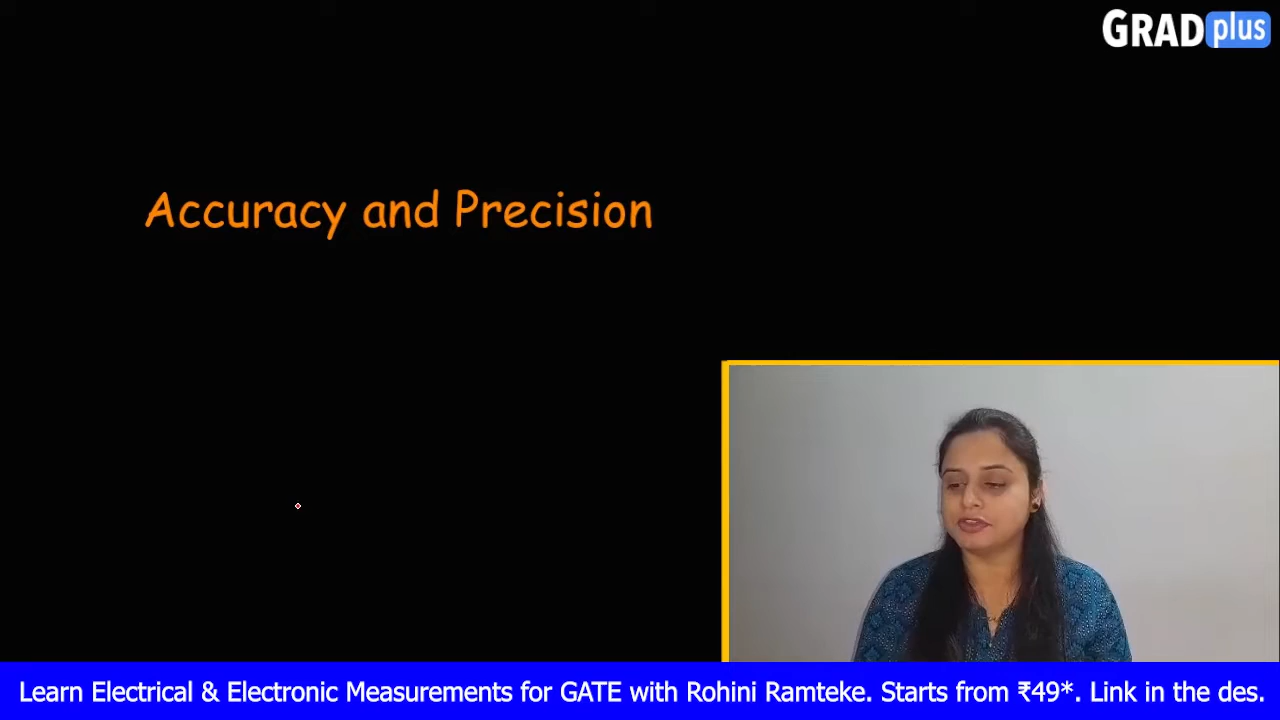 GRADplus
Accuracy and Precision
Learn Electrical & Electronic Measurements for GATE with Rohini Ramteke. Starts from ₹49*. Link in the des.